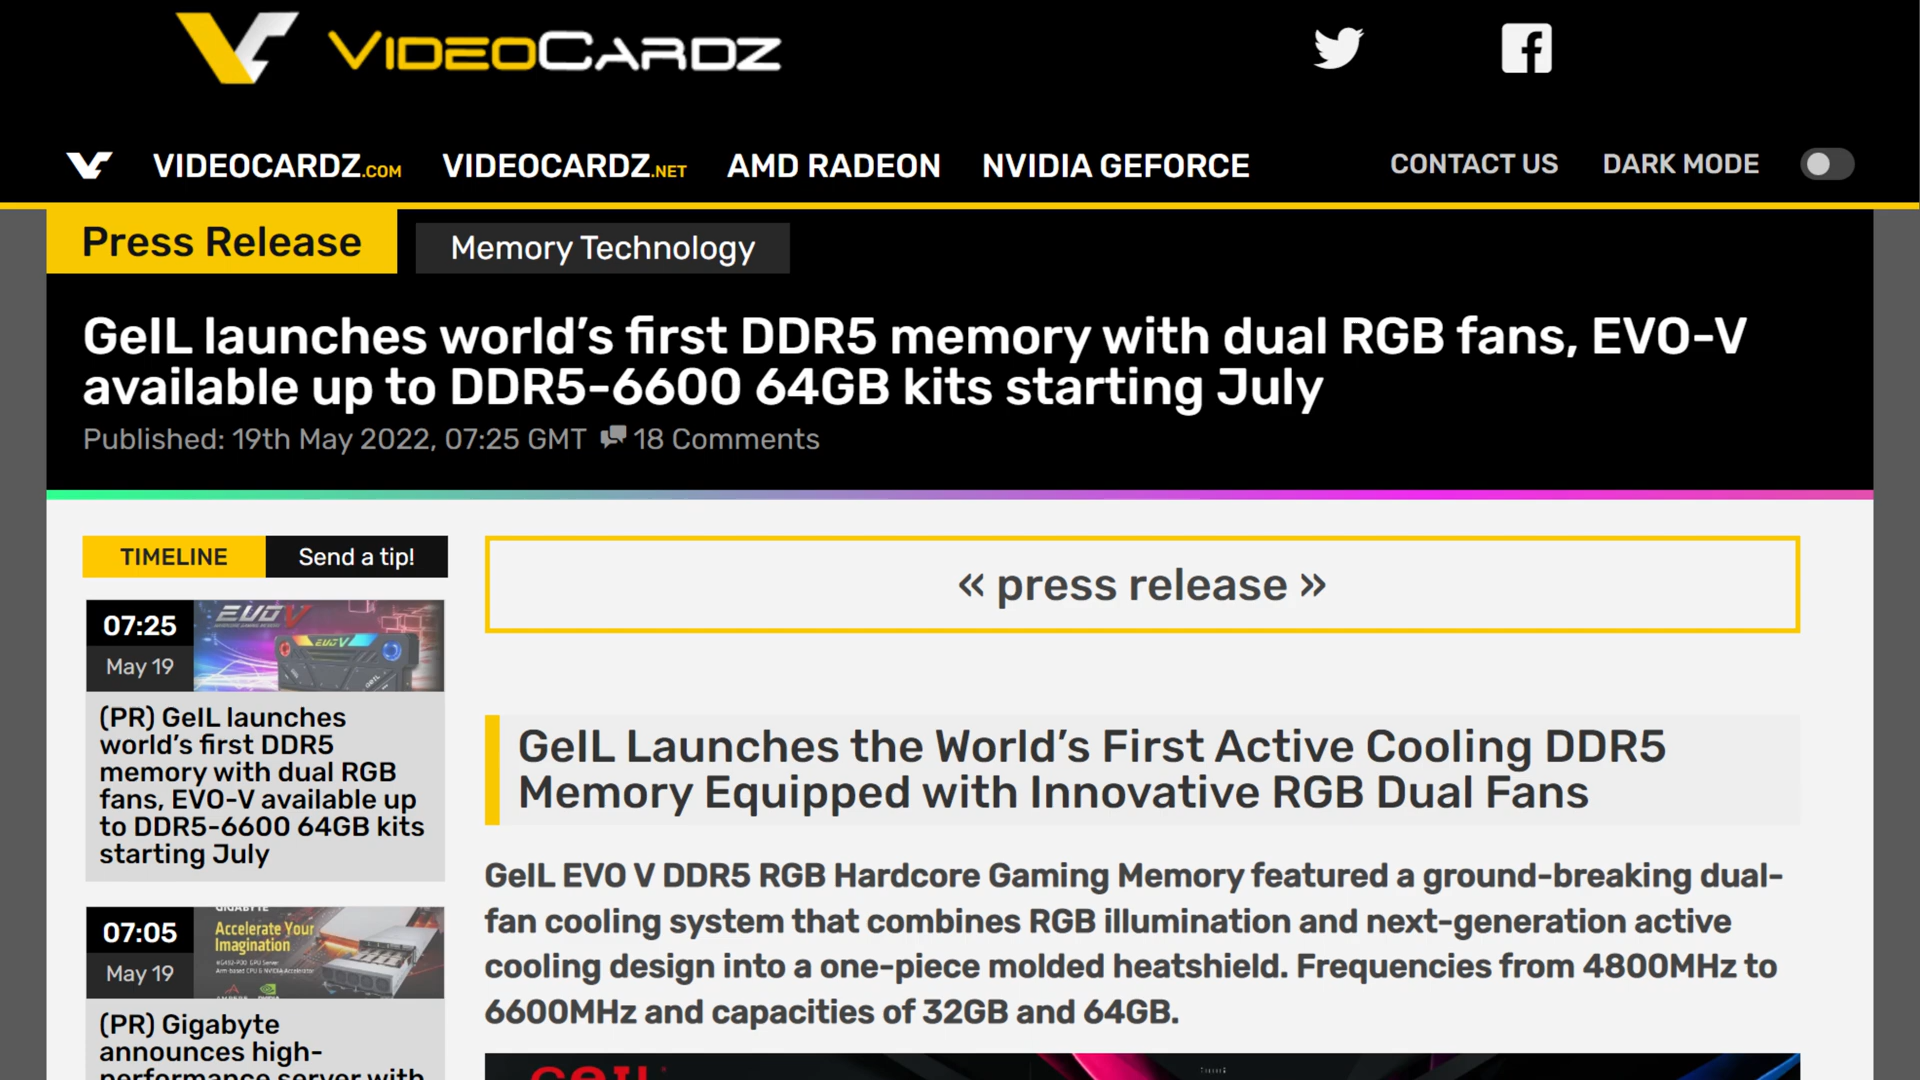 VIDEOCARDZ
VIDEOCARDZ.COM VIDEOCARDZ.NET AMD RADEON NVIDIA GEFORCE CONTACT US DARK MODE
Press Release Memory Technology
GeIL launches world’s first DDR5 memory with dual RGB fans, EVO-V
available up to DDR5-6600 64GB kits starting July
Published: 19th May 2022, 07:25 GMT 18 Comments
TIMELINE Send a tip!
« press release »
07:25
May 19
EVO V
EVO V
GeIL
(PR) GeIL launches
world’s first DDR5
memory with dual RGB
fans, EVO-V available up
to DDR5-6600 64GB kits
starting July
07:05
May 19
GIGABYTE
Accelerate Your
Imagination
(PR) Gigabyte
announces high-
performance server with
GeIL Launches the World’s First Active Cooling DDR5
Memory Equipped with Innovative RGB Dual Fans
GeIL EVO V DDR5 RGB Hardcore Gaming Memory featured a ground-breaking dual-
fan cooling system that combines RGB illumination and next-generation active
cooling design into a one-piece molded heatshield. Frequencies from 4800MHz to
6600MHz and capacities of 32GB and 64GB.
GeIL